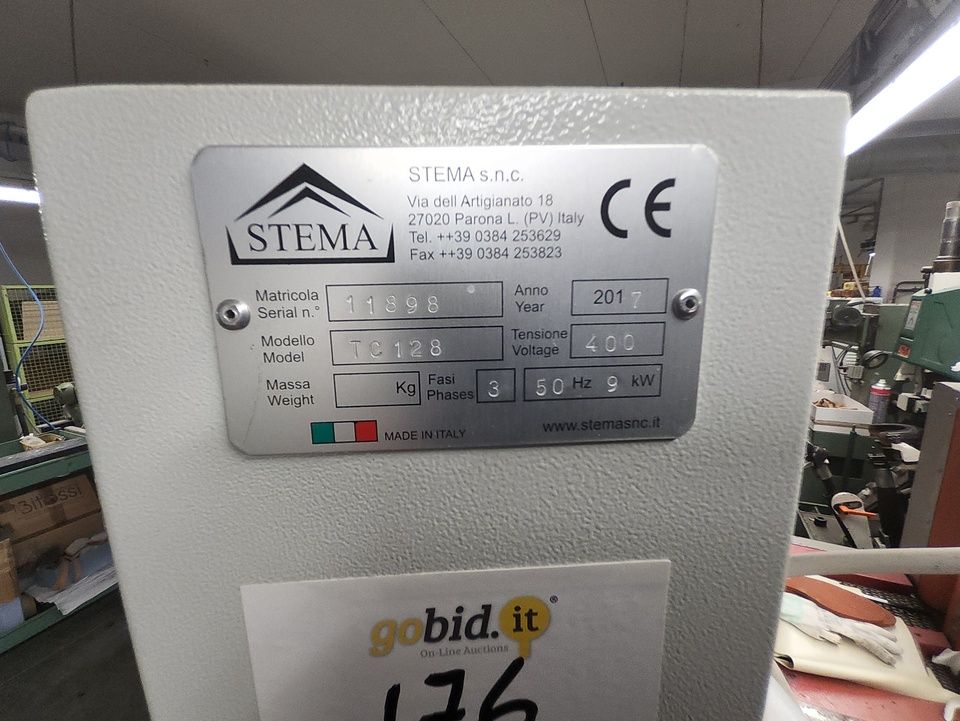 STEMA
STEMA s.n.c.
Via dell Artigianato 18
27020 Parona L. (PV) Italy
Tel. ++39 0384 253629
Fax ++39 0384 253823
CE
Matricola
Serial n.° 11898
Anno
Year 2017
Modello
Model TC128
Tensione
Voltage 400
Massa
Weight Kg
Fasi
Phases 3 50 Hz 9 kW
MADE IN ITALY
www.stemasnc.it
gobid.it®
On-Line Auctions
176